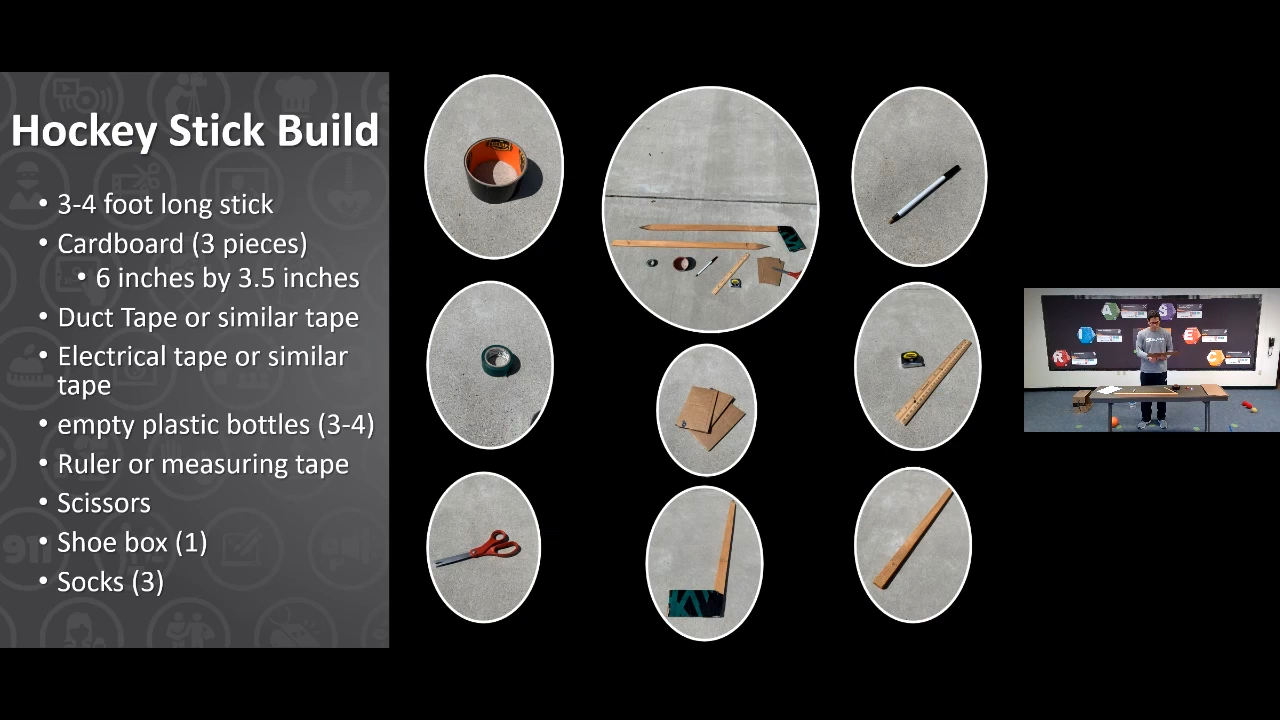 Hockey Stick Build
• 3-4 foot long stick
• Cardboard (3 pieces)
• 6 inches by 3.5 inches
• Duct Tape or similar tape
• Electrical tape or similar
tape
• empty plastic bottles (3-4)
• Ruler or measuring tape
• Scissors
• Shoe box (1)
• Socks (3)
911
A
S
E
R
C